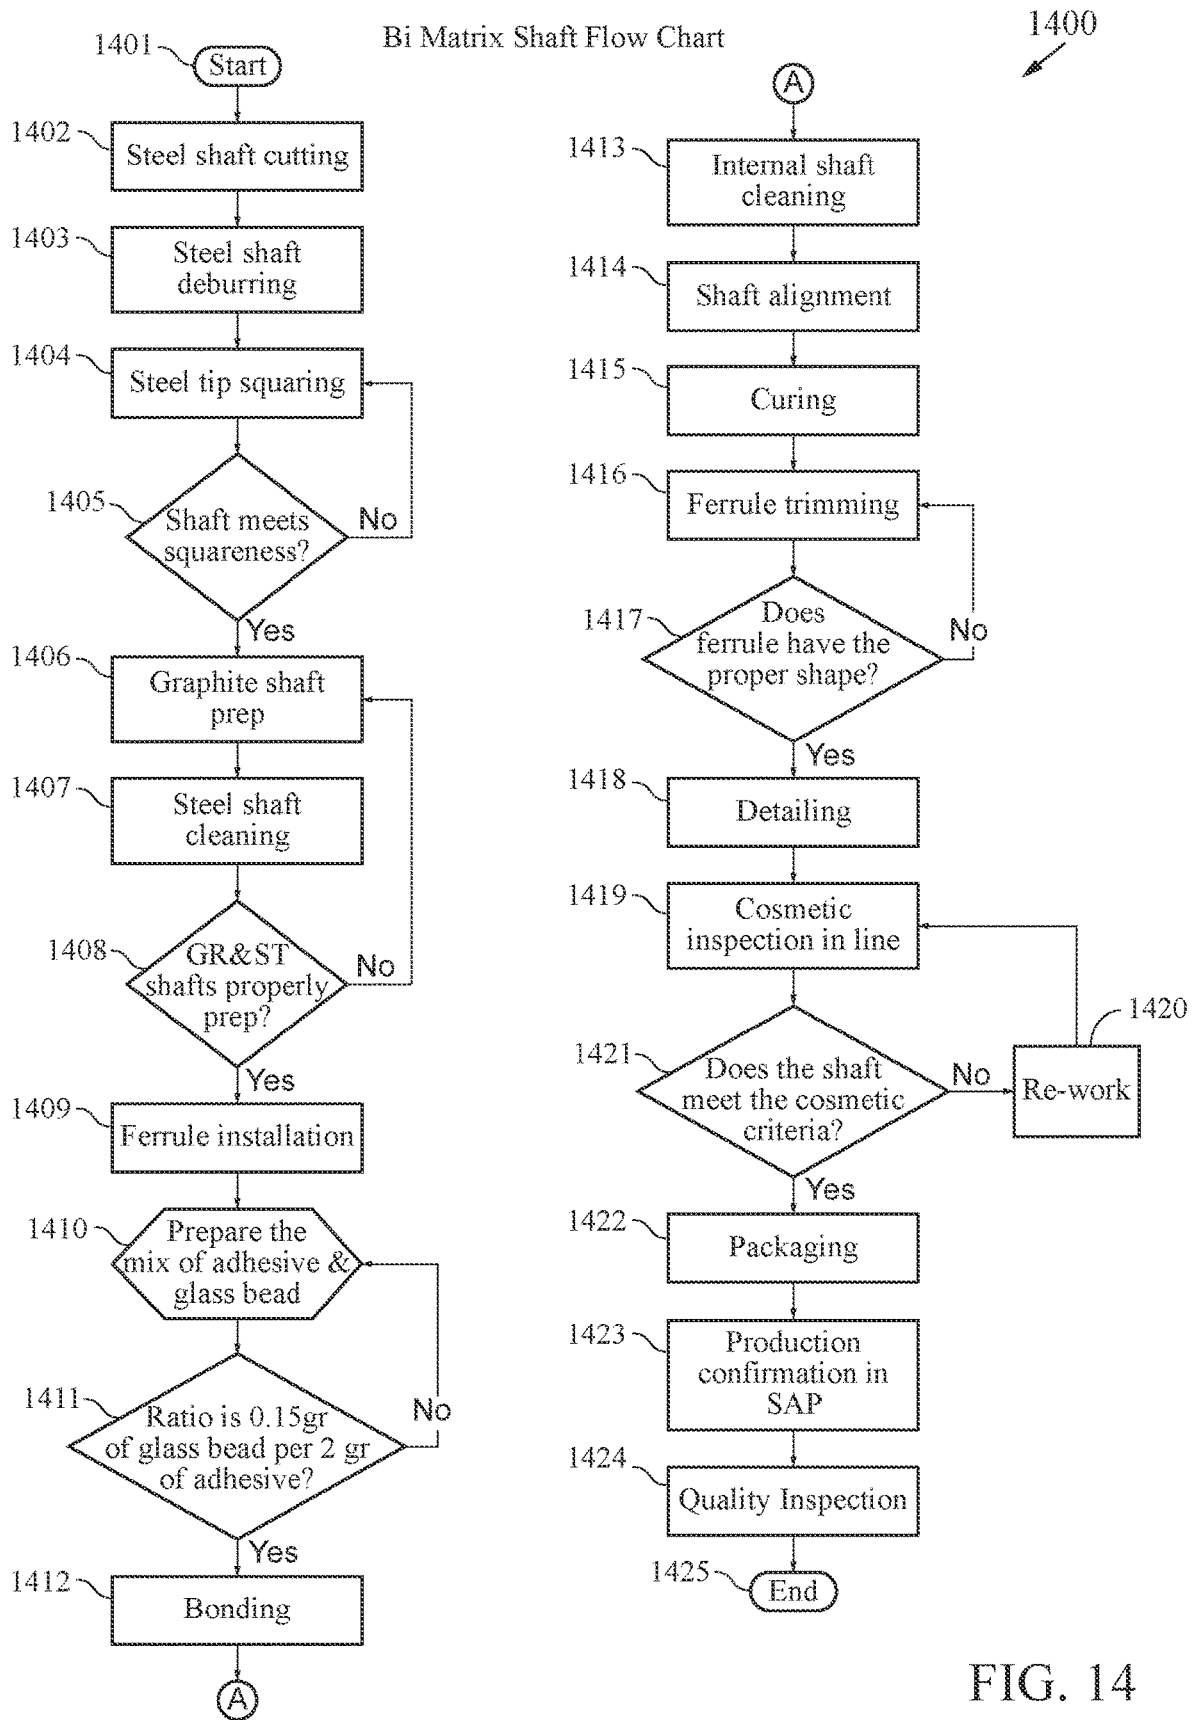 Bi Matrix Shaft Flow Chart
1400
1401
Start
1402
Steel shaft cutting
1403
Steel shaft
deburring
1404
Steel tip squaring
1405
Shaft meets
squareness?
No
Yes
1406
Graphite shaft
prep
1407
Steel shaft
cleaning
1408
GR&ST
shafts properly
prep?
No
Yes
1409
Ferrule installation
1410
Prepare the
mix of adhesive &
glass bead
1411
Ratio is 0.15gr
of glass bead per 2 gr
of adhesive?
No
Yes
1412
Bonding
A
A
1413
Internal shaft
cleaning
1414
Shaft alignment
1415
Curing
1416
Ferrule trimming
1417
Does
ferrule have the
proper shape?
No
Yes
1418
Detailing
1419
Cosmetic
inspection in line
1420
Re-work
1421
Does the shaft
meet the cosmetic
criteria?
No
Yes
1422
Packaging
1423
Production
confirmation in
SAP
1424
Quality Inspection
1425
End
FIG. 14